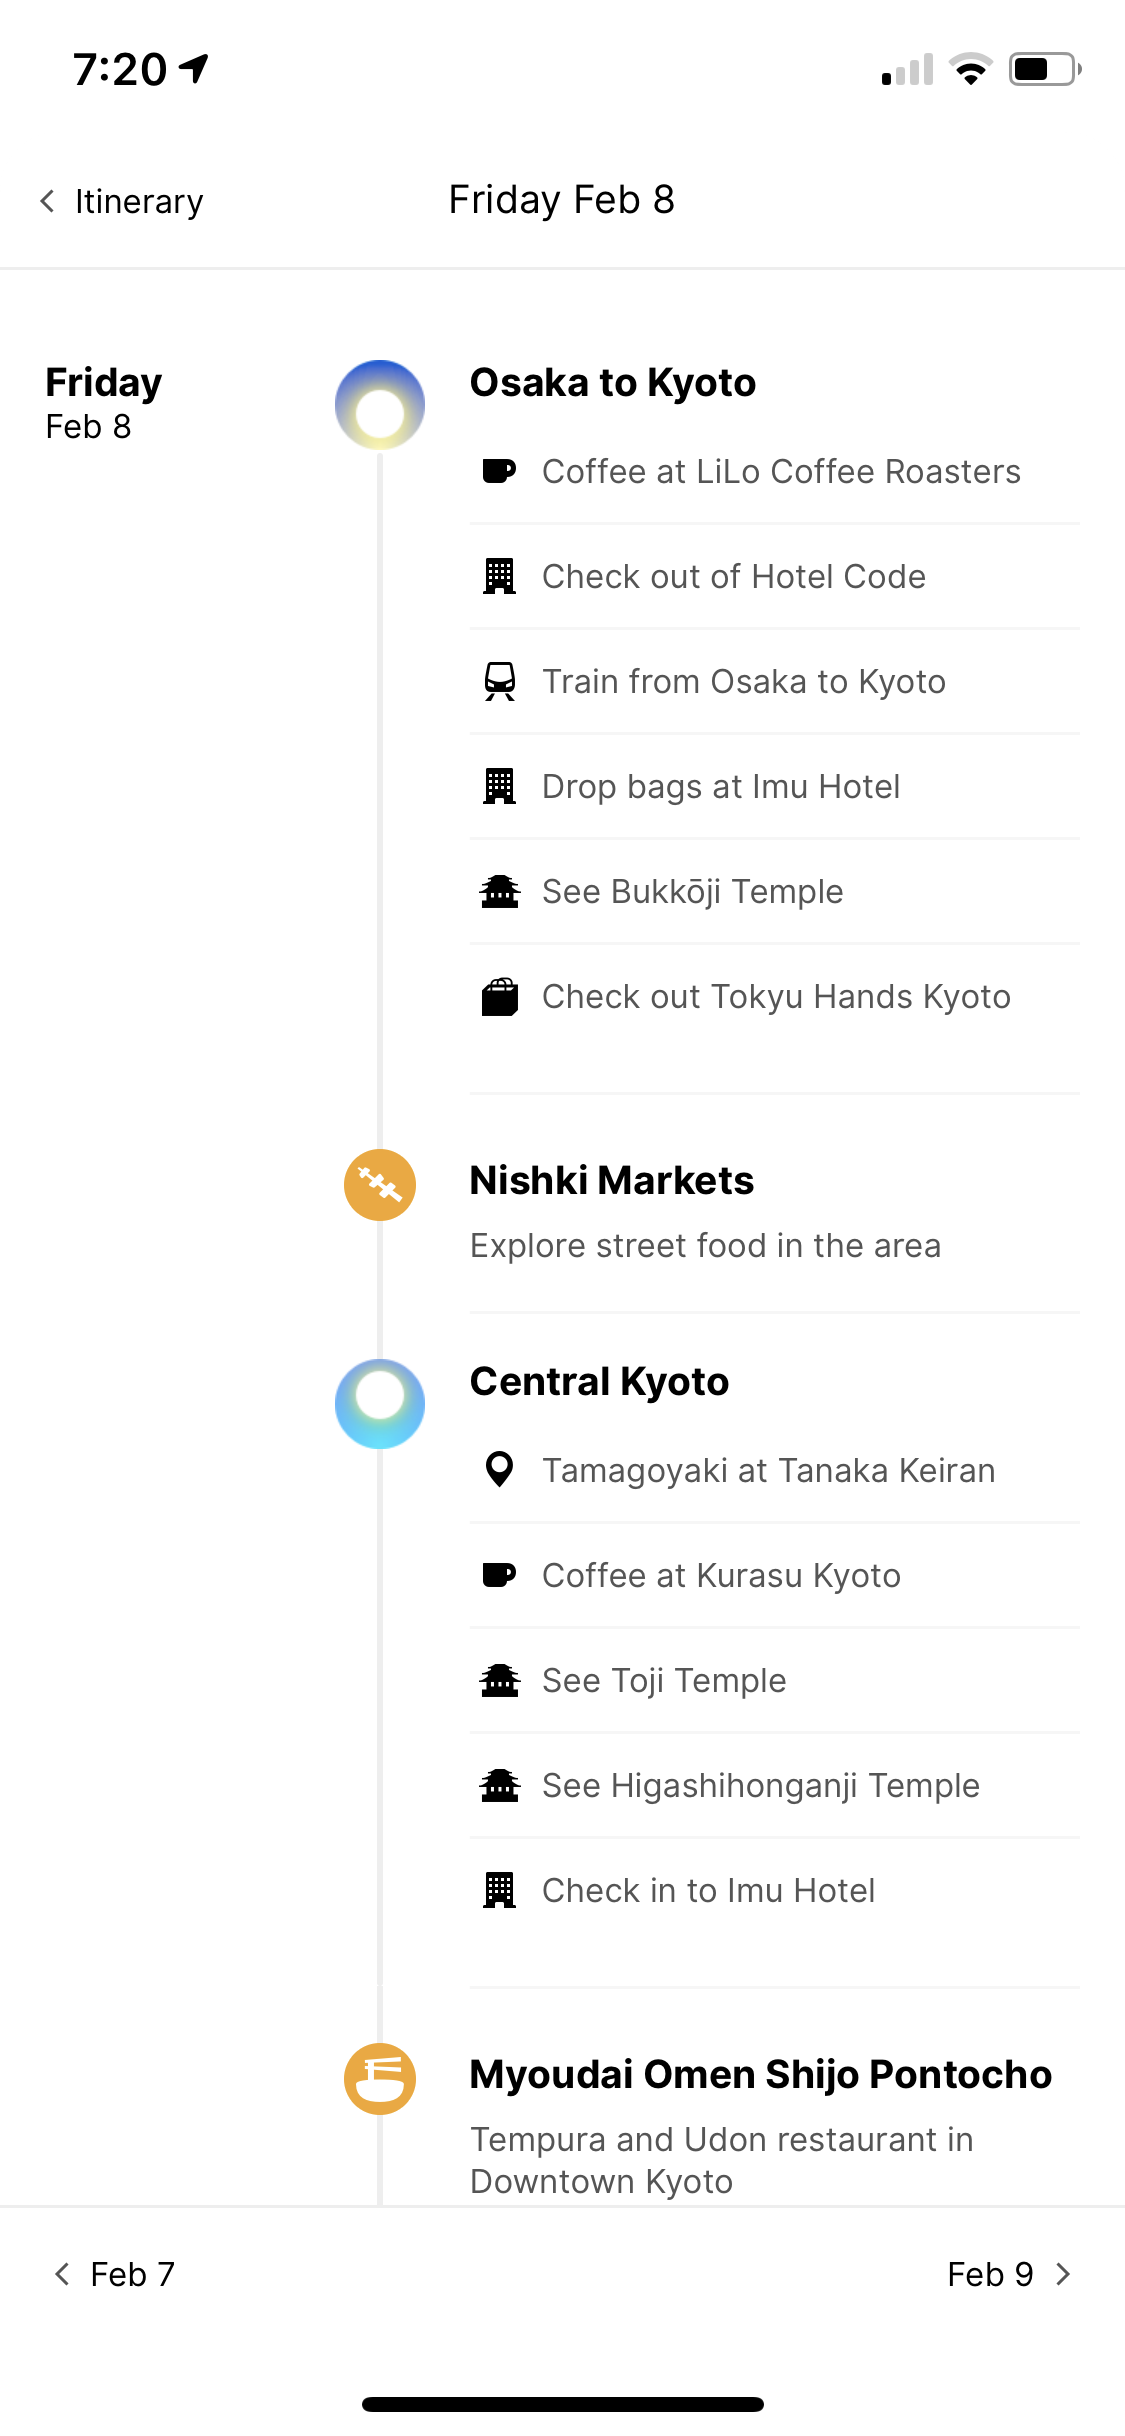 7:20
Itinerary
Friday Feb 8
Friday
Feb 8
Osaka to Kyoto
Coffee at LiLo Coffee Roasters
Check out of Hotel Code
Train from Osaka to Kyoto
Drop bags at Imu Hotel
See Bukkōji Temple
Check out Tokyu Hands Kyoto
Nishki Markets
Explore street food in the area
Central Kyoto
Tamagoyaki at Tanaka Keiran
Coffee at Kurasu Kyoto
See Toji Temple
See Higashihonganji Temple
Check in to Imu Hotel
Myoudai Omen Shijo Pontocho
Tempura and Udon restaurant in
Downtown Kyoto
Feb 7
Feb 9